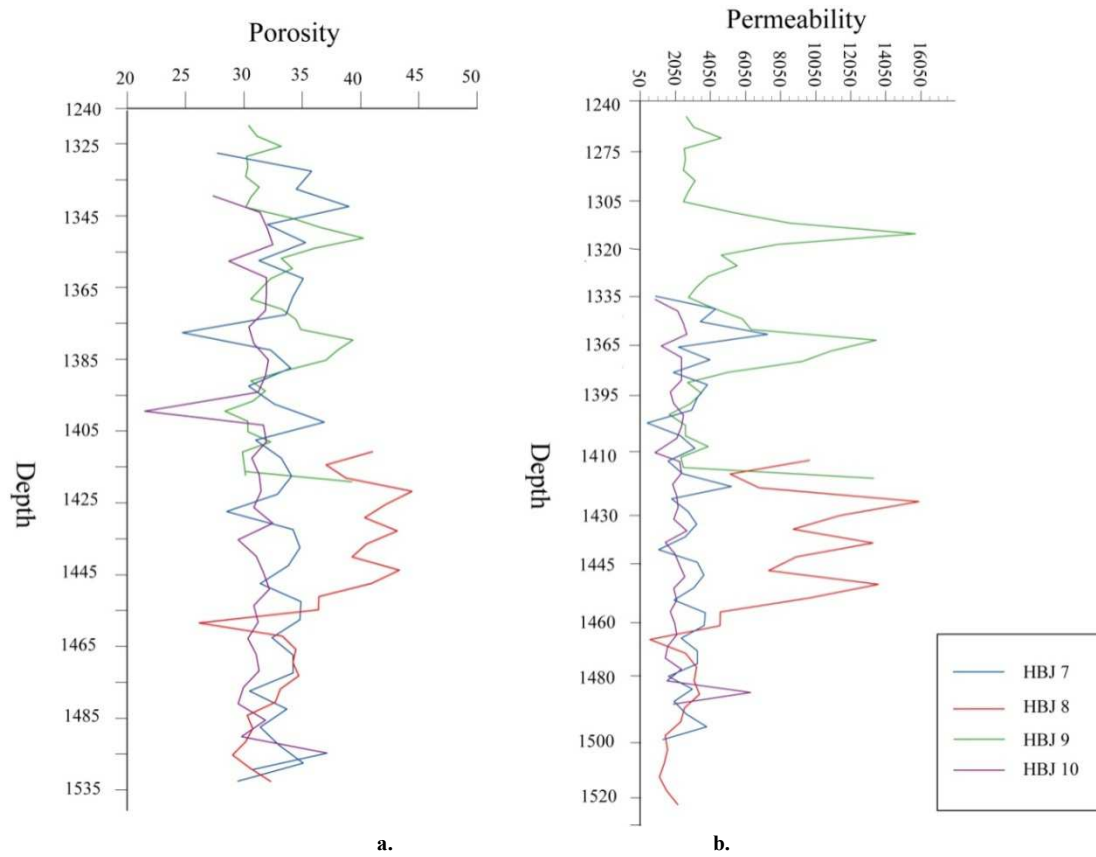 Porosity
20 25 30 35 40 45 50
1240
1325
1345
1365
1385
1405
1425
1445
1465
1485
1535
Depth
a.
Permeability
50 2050 4050 6050 8050 10050 12050 14050 16050
1240
1275
1305
1320
1335
1365
1395
1410
1430
1445
1460
1480
1500
1520
Depth
b.
HBJ 7
HBJ 8
HBJ 9
HBJ 10